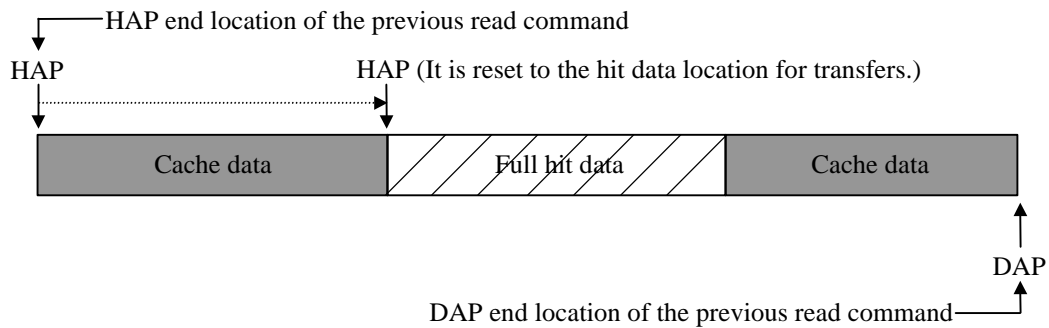 HAP end location of the previous read command
HAP
HAP (It is reset to the hit data location for transfers.)
Cache data
Full hit data
Cache data
DAP
DAP end location of the previous read command